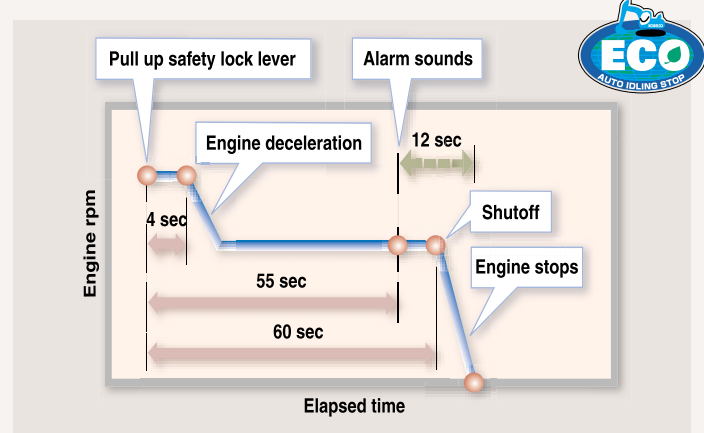 Pull up safety lock lever
Alarm sounds
ECO
AUTO IDLING STOP
Engine deceleration
12 sec
4 sec
Shutoff
Engine stops
55 sec
60 sec
Engine rpm
Elapsed time